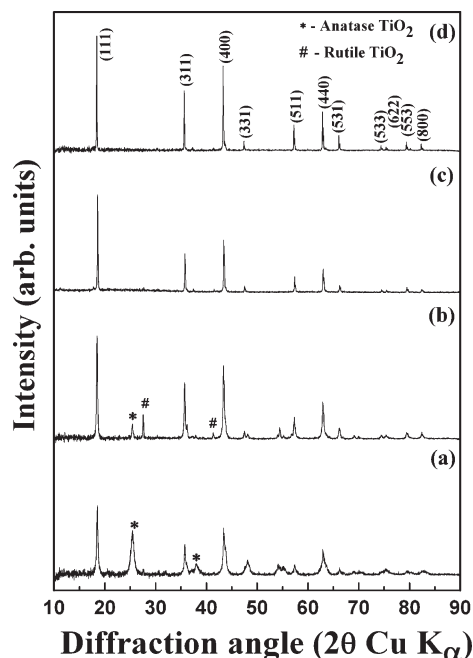 * - Anatase TiO2
# - Rutile TiO2
(d)
(111)
(311)
(400)
(331)
(511)
(440)
(531)
(533)
(622)
(553)
(800)
(c)
(b)
*
#
#
(a)
*
*
Intensity (arb. units)
10 20 30 40 50 60 70 80 90
Diffraction angle (2θ Cu Kα)